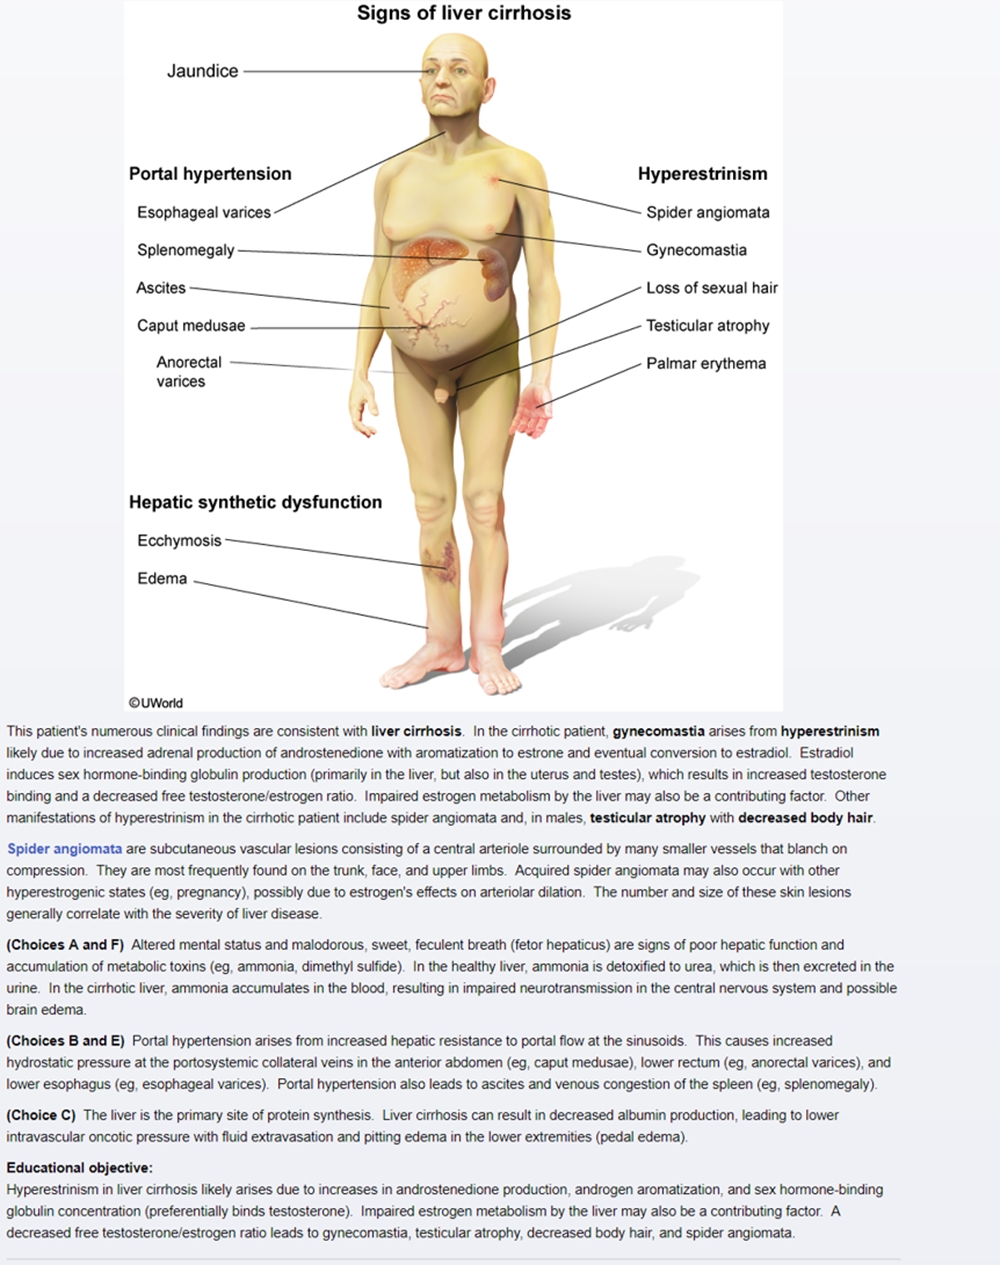 Signs of liver cirrhosis
Jaundice
Portal hypertension
Esophageal varices
Splenomegaly
Ascites
Caput medusae
Anorectal
varices
Hyperestrinism
Spider angiomata
Gynecomastia
Loss of sexual hair
Testicular atrophy
Palmar erythema
Hepatic synthetic dysfunction
Ecchymosis
Edema
©UWorld
This patient's numerous clinical findings are consistent with liver cirrhosis. In the cirrhotic patient, gynecomastia arises from hyperestrinism
likely due to increased adrenal production of androstenedione with aromatization to estrone and eventual conversion to estradiol. Estradiol
induces sex hormone-binding globulin production (primarily in the liver, but also in the uterus and testes), which results in increased testosterone
binding and a decreased free testosterone/estrogen ratio. Impaired estrogen metabolism by the liver may also be a contributing factor. Other
manifestations of hyperestrinism in the cirrhotic patient include spider angiomata and, in males, testicular atrophy with decreased body hair.
Spider angiomata are subcutaneous vascular lesions consisting of a central arteriole surrounded by many smaller vessels that blanch on
compression. They are most frequently found on the trunk, face, and upper limbs. Acquired spider angiomata may also occur with other
hyperestrogenic states (eg, pregnancy), possibly due to estrogen's effects on arteriolar dilation. The number and size of these skin lesions
generally correlate with the severity of liver disease.
(Choices A and F) Altered mental status and malodorous, sweet, feculent breath (fetor hepaticus) are signs of poor hepatic function and
accumulation of metabolic toxins (eg, ammonia, dimethyl sulfide). In the healthy liver, ammonia is detoxified to urea, which is then excreted in the
urine. In the cirrhotic liver, ammonia accumulates in the blood, resulting in impaired neurotransmission in the central nervous system and possible
brain edema.
(Choices B and E) Portal hypertension arises from increased hepatic resistance to portal flow at the sinusoids. This causes increased
hydrostatic pressure at the portosystemic collateral veins in the anterior abdomen (eg, caput medusae), lower rectum (eg, anorectal varices), and
lower esophagus (eg, esophageal varices). Portal hypertension also leads to ascites and venous congestion of the spleen (eg, splenomegaly).
(Choice C) The liver is the primary site of protein synthesis. Liver cirrhosis can result in decreased albumin production, leading to lower
intravascular oncotic pressure with fluid extravasation and pitting edema in the lower extremities (pedal edema).
Educational objective:
Hyperestrinism in liver cirrhosis likely arises due to increases in androstenedione production, androgen aromatization, and sex hormone-binding
globulin concentration (preferentially binds testosterone). Impaired estrogen metabolism by the liver may also be a contributing factor. A
decreased free testosterone/estrogen ratio leads to gynecomastia, testicular atrophy, decreased body hair, and spider angiomata.